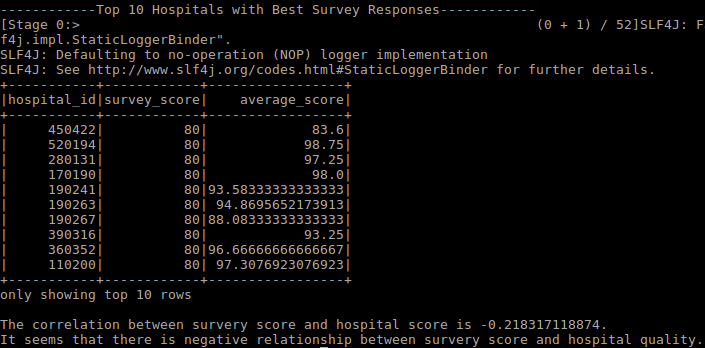 ------------Top 10 Hospitals with Best Survey Responses------------
[Stage 0:>                                                         (0 + 1) / 52]SLF4J: F
f4j.impl.StaticLoggerBinder".
SLF4J: Defaulting to no-operation (NOP) logger implementation
SLF4J: See http://www.slf4j.org/codes.html#StaticLoggerBinder for further details.
+-----------+------------+-----------------+
|hospital_id|survey_score|    average_score|
+-----------+------------+-----------------+
|     450422|          80|             83.6|
|     520194|          80|            98.75|
|     280131|          80|            97.25|
|     170190|          80|             98.0|
|     190241|          80|93.58333333333333|
|     190263|          80| 94.8695652173913|
|     190267|          80|88.08333333333333|
|     390316|          80|            93.25|
|     360352|          80|96.66666666666667|
|     110200|          80| 97.3076923076923|
+-----------+------------+-----------------+
only showing top 10 rows
The correlation between survery score and hospital score is -0.218317118874.
It seems that there is negative relationship between survery score and hospital quality.